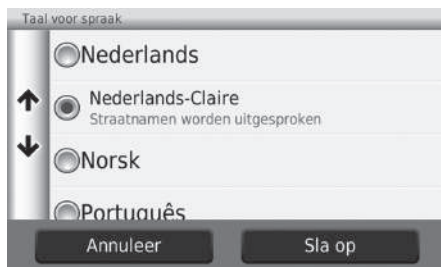 Taal voor spraak
Nederlands
Nederlands-Claire
Straatnamen worden uitgesproken
Norsk
Português
Annuleer
Sla op